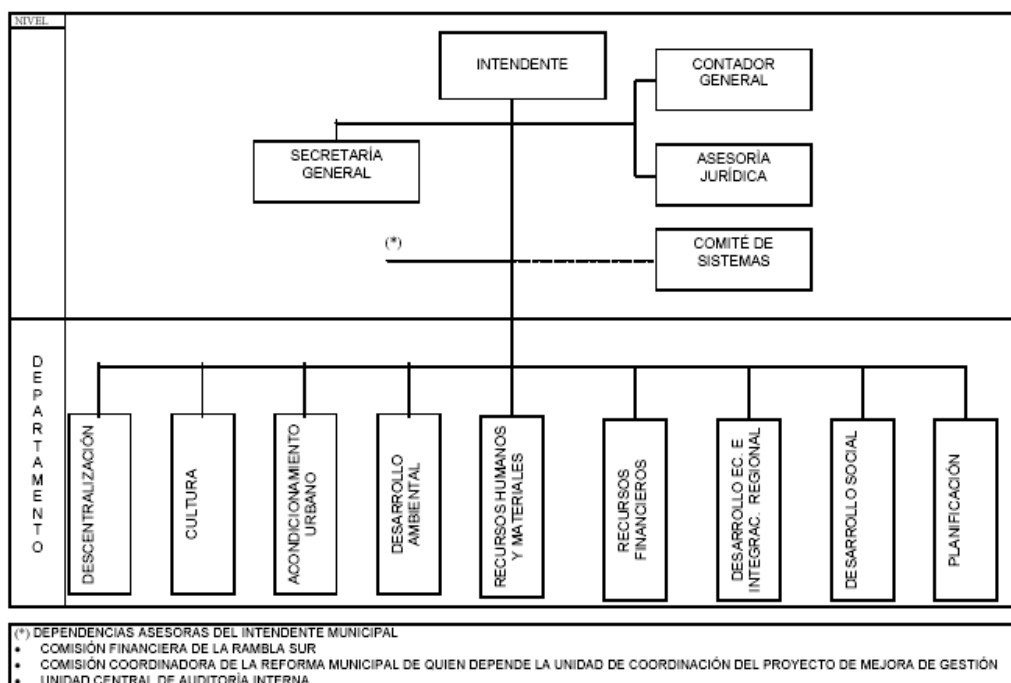 NIVEL
INTENDENTE
CONTADOR
GENERAL
SECRETARÍA
GENERAL
ASESORÍA
JURÍDICA
(*)
COMITÉ DE
SISTEMAS
DEPARTAMENTO
DESCENTRALIZACIÓN
CULTURA
ACONDICIONAMIENTO
URBANO
DESARROLLO
AMBIENTAL
RECURSOS HUMANOS
Y MATERIALES
RECURSOS
FINANCIEROS
DESARROLLO EC. E
INTEGRAC. REGIONAL
DESARROLLO SOCIAL
PLANIFICACIÓN
(*) DEPENDENCIAS ASESORAS DEL INTENDENTE MUNICIPAL
• COMISIÓN FINANCIERA DE LA RAMBLA SUR
• COMISIÓN COORDINADORA DE LA REFORMA MUNICIPAL DE QUIEN DEPENDE LA UNIDAD DE COORDINACIÓN DEL PROYECTO DE MEJORA DE GESTIÓN
• UNIDAD CENTRAL DE AUDITORÍA INTERNA